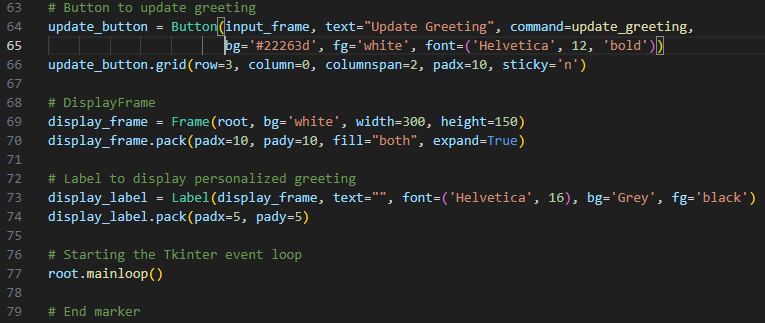 63 # Button to update greeting
64 update_button = Button(input_frame, text="Update Greeting", command=update_greeting,
65                        bg='#22263d', fg='white', font=('Helvetica', 12, 'bold'))
66 update_button.grid(row=3, column=0, columnspan=2, padx=10, sticky='n')
67
68 # DisplayFrame
69 display_frame = Frame(root, bg='white', width=300, height=150)
70 display_frame.pack(padx=10, pady=10, fill="both", expand=True)
71
72 # Label to display personalized greeting
73 display_label = Label(display_frame, text="", font=('Helvetica', 16), bg='Grey', fg='black')
74 display_label.pack(padx=5, pady=5)
75
76 # Starting the Tkinter event loop
77 root.mainloop()
78
79 # End marker